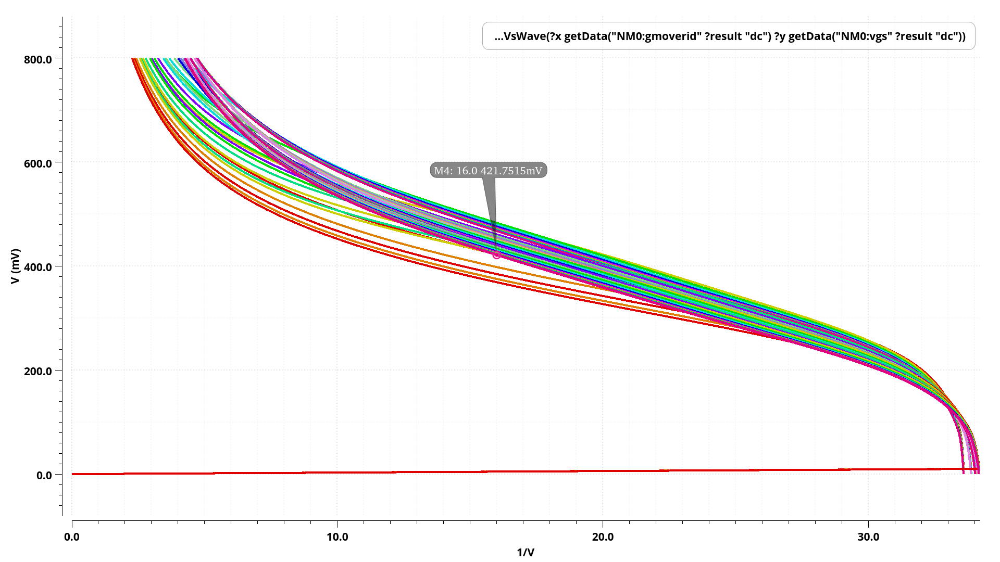 ...VsWave(?x getData("NM0:gmoverid" ?result "dc") ?y getData("NM0:vgs" ?result "dc"))
800.0
600.0
M4: 16.0 421.7515mV
400.0
V (mV)
200.0
0.0
0.0 10.0 20.0 30.0
1/V